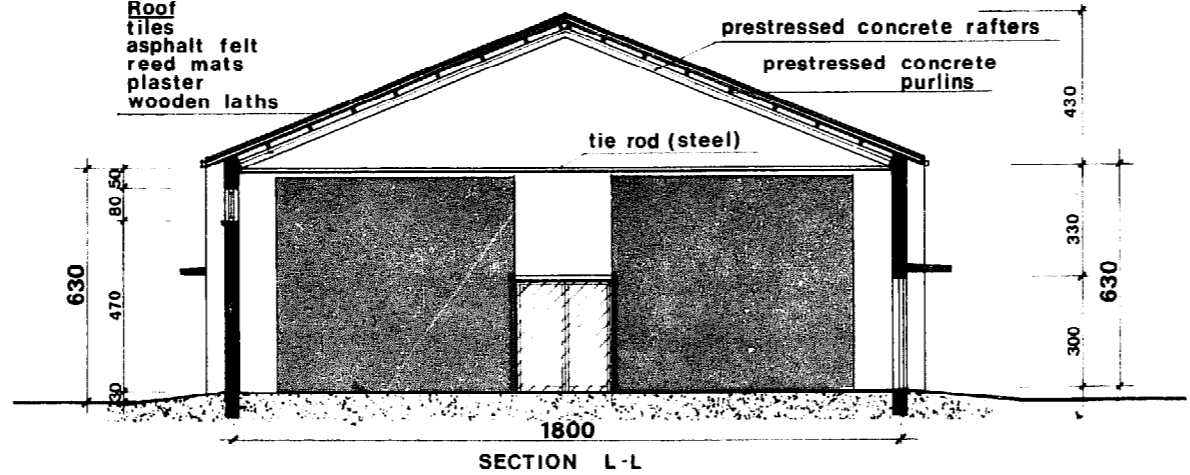 Roof
tiles
asphalt felt
reed mats
plaster
wooden laths
prestressed concrete rafters
prestressed concrete
purlins
tie rod (steel)
430
50
80
630
470
30
330
630
300
1800
SECTION L-L